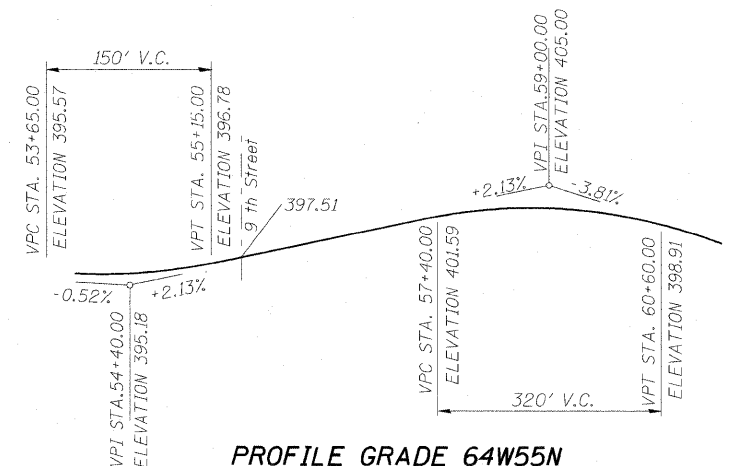 150' V.C.
VPC STA. 53+65.00
ELEVATION 395.57
VPT STA. 55+15.00
ELEVATION 396.78
9 th Street
397.51
VPI STA.59+00.00
ELEVATION 405.00
+2.13%
-3.81%
-0.52%
+2.13%
VPI STA.54+40.00
ELEVATION 395.18
VPC STA. 57+40.00
ELEVATION 401.59
VPT STA. 60+60.00
ELEVATION 398.91
320' V.C.
PROFILE GRADE 64W55N